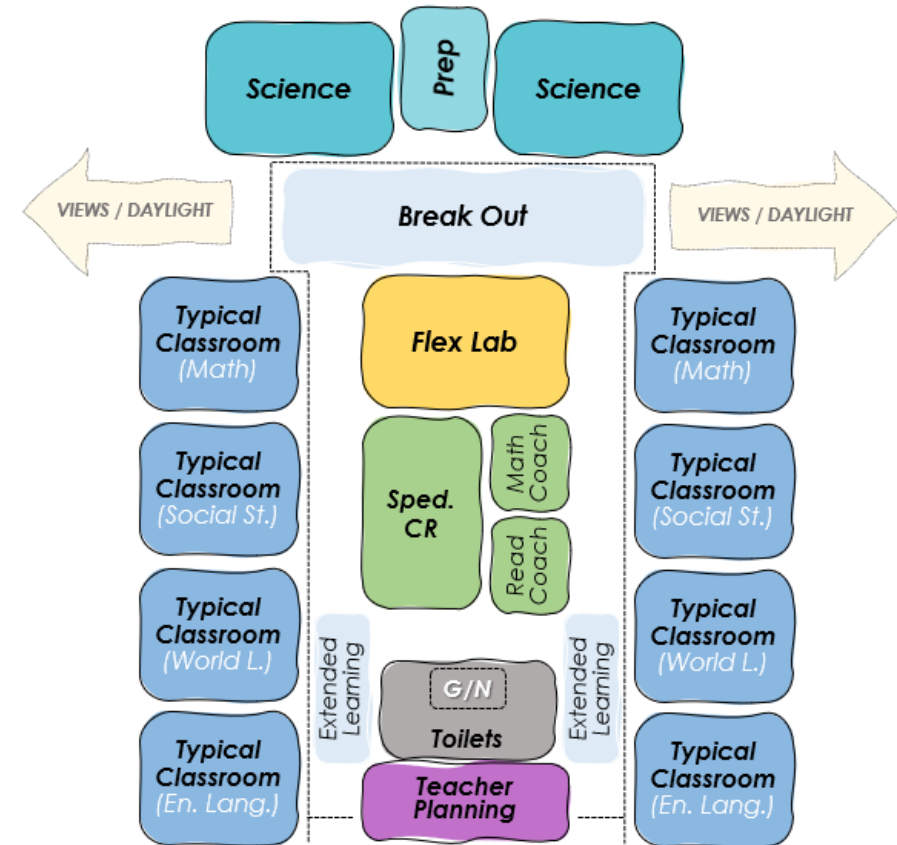 Science
Prep
Science
VIEWS / DAYLIGHT
Break Out
VIEWS / DAYLIGHT
Typical
Classroom
(Math)
Flex Lab
Typical
Classroom
(Math)
Typical
Classroom
(Social St.)
Sped.
CR
Math
Coach
Read
Coach
Typical
Classroom
(Social St.)
Typical
Classroom
(World L.)
Extended
Learning
G/N
Toilets
Extended
Learning
Typical
Classroom
(World L.)
Typical
Classroom
(En. Lang.)
Teacher
Planning
Typical
Classroom
(En. Lang.)